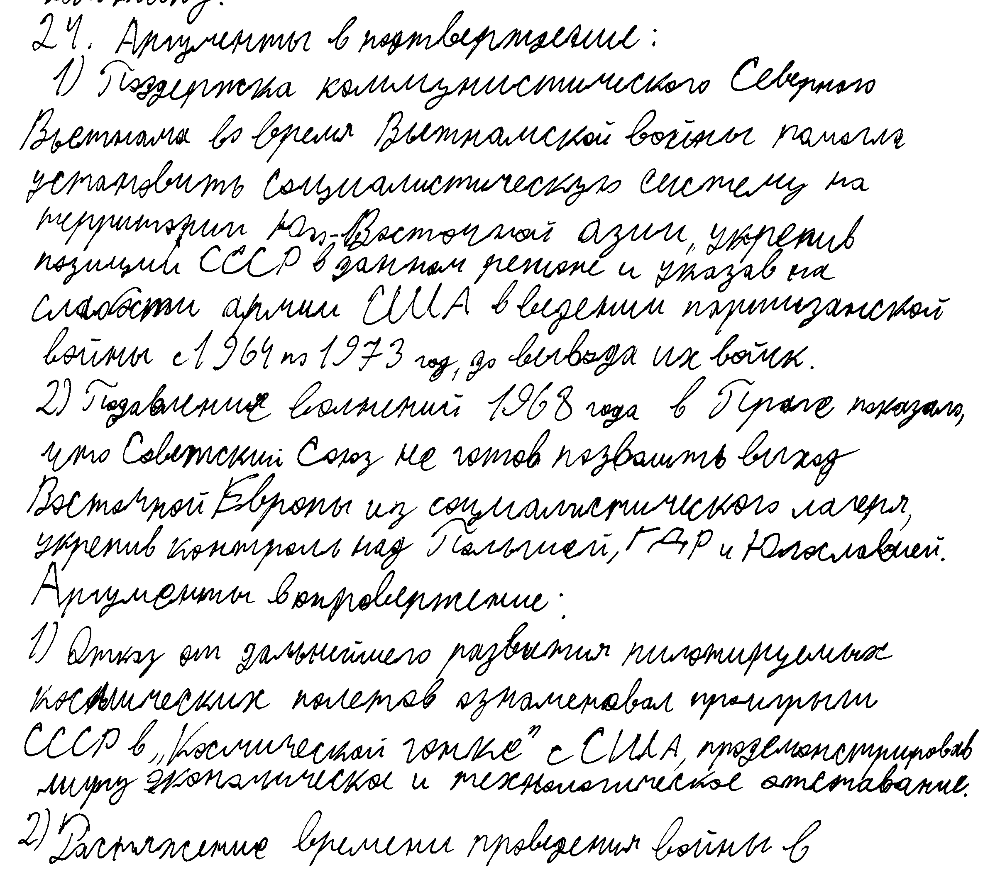 24. Аргументы в подтверждение:
1) Поддержка коммунистического Северного
Вьетнама во время Вьетнамской войны помогла
установить социалистическую систему на
территории Юго-Восточной Азии, укрепив
позиции СССР в данном регионе и указав на
слабости армии США в ведении партизанской
войны с 1964 по 1973 год, до вывода их войск.
2) Подавление волнений 1968 года в Праге показало,
что Советский Союз не готов позволить выход
Восточной Европы из социалистического лагеря,
укрепив контроль над Польшей, ГДР и Югославией.
Аргументы в опровержение:
1) Отказ от дальнейшего развития пилотируемых
космических полетов ознаменовал проигрыш
СССР в „Космической гонке" с США, продемонстрировав
миру экономическое и технологическое отставание.
2) Растяжение времени проведения войны в